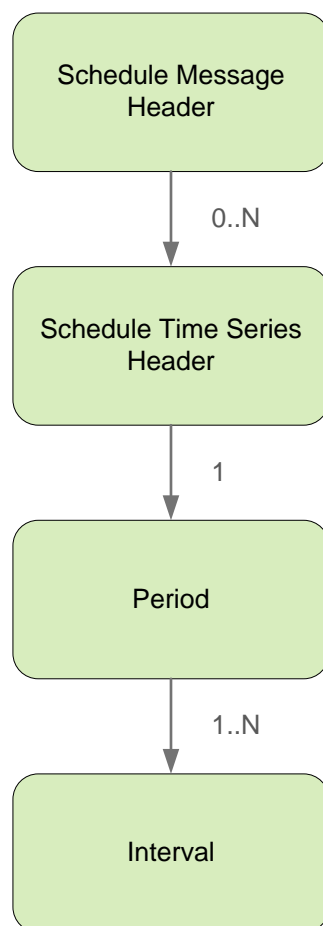 Schedule Message
Header
0..N
Schedule Time Series
Header
1
Period
1..N
Interval